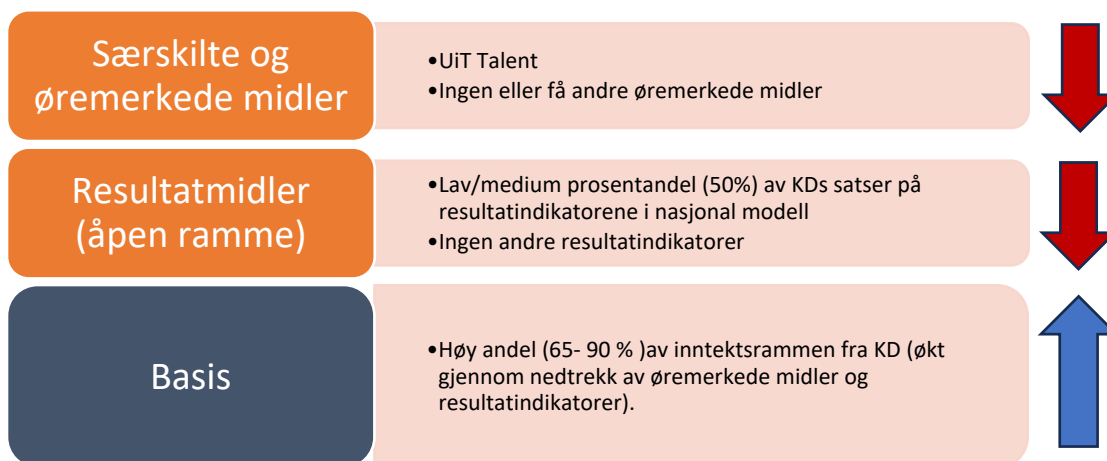 Særskilte og
øremerkede midler
•UiT Talent
•Ingen eller få andre øremerkede midler
Resultatmidler
(åpen ramme)
•Lav/medium prosentandel (50%) av KDs satser på
resultatindikatorene i nasjonal modell
•Ingen andre resultatindikatorer
Basis
•Høy andel (65- 90 % )av inntektsrammen fra KD (økt
gjennom nedtrekk av øremerkede midler og
resultatindikatorer).